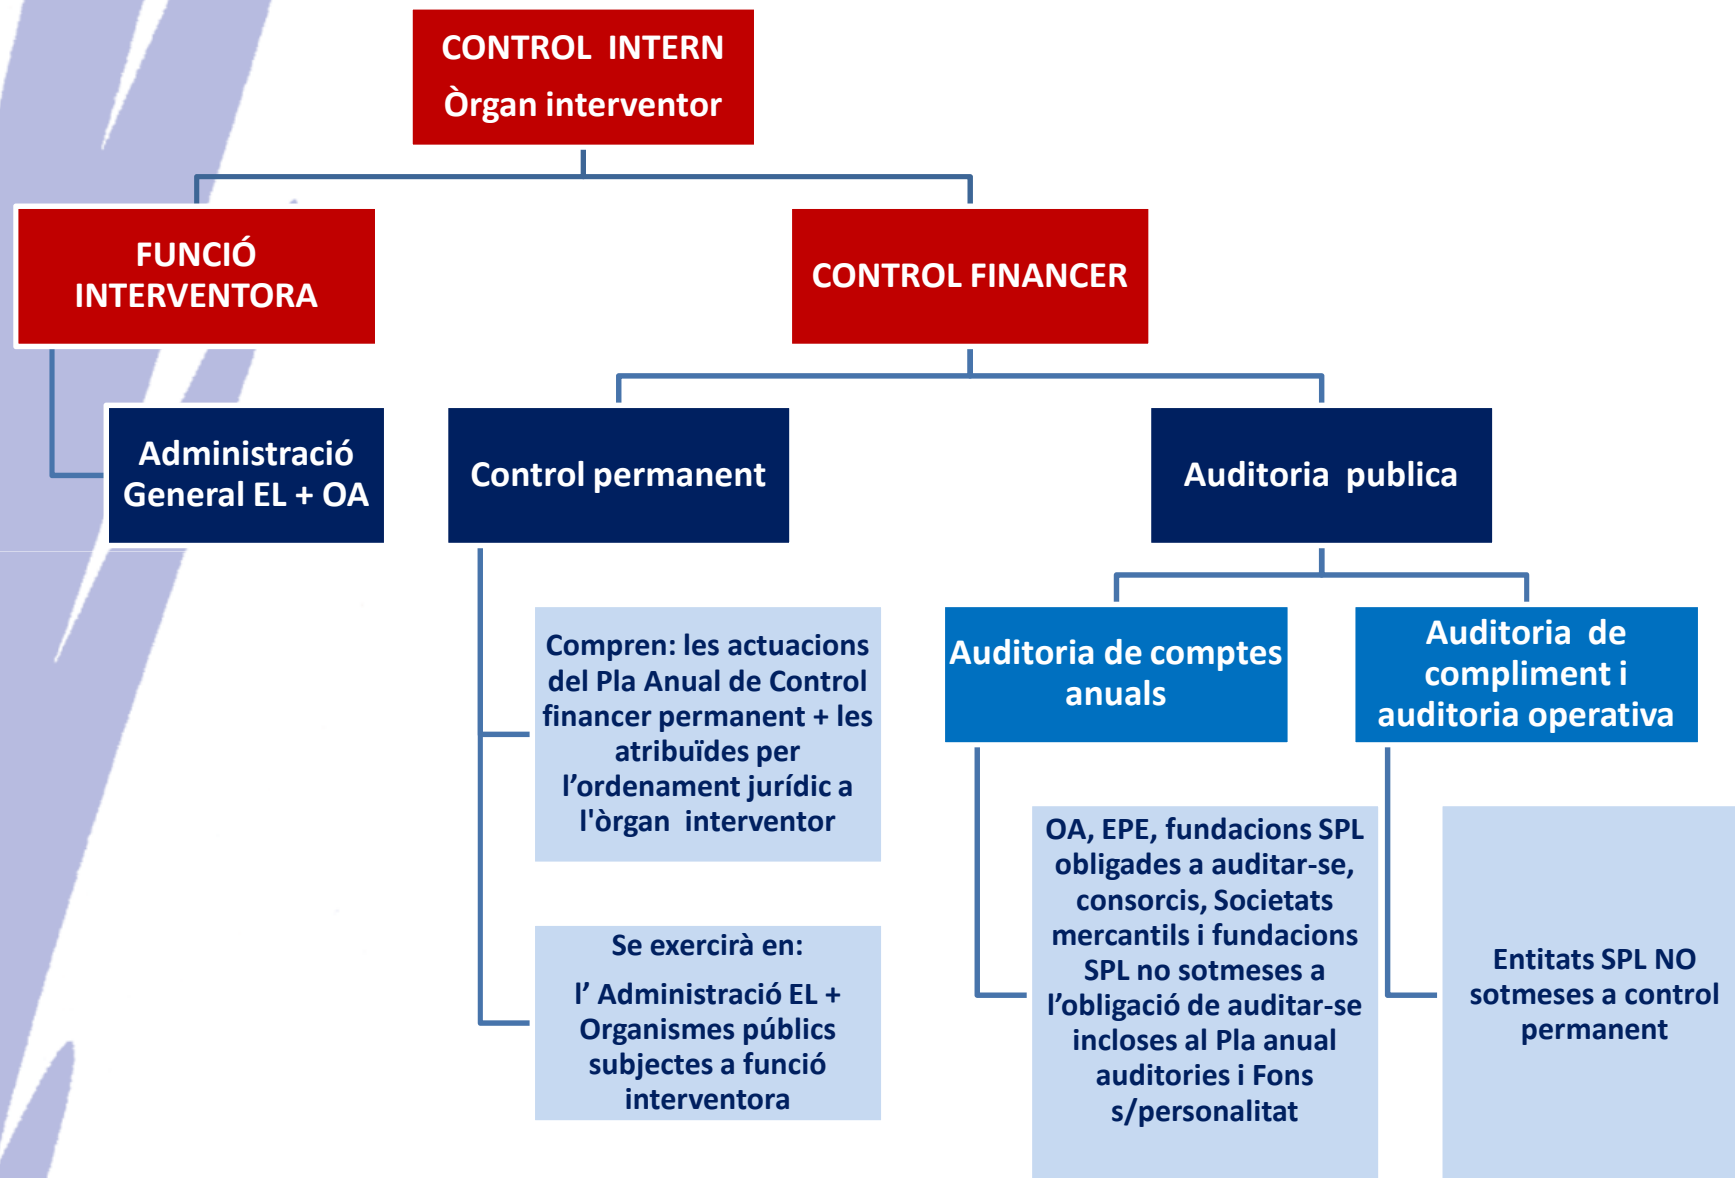 CONTROL INTERN
Òrgan interventor
FUNCIÓ
INTERVENTORA
CONTROL FINANCER
Administració
General EL + OA
Control permanent
Auditoria publica
Compren: les actuacions
del Pla Anual de Control
financer permanent + les
atribuïdes per
l’ordenament jurídic a
l'òrgan interventor
Se exercirà en:
l’ Administració EL +
Organismes públics
subjectes a funció
interventora
Auditoria de comptes
anuals
Auditoria de
compliment i
auditoria operativa
OA, EPE, fundacions SPL
obligades a auditar-se,
consorcis, Societats
mercantils i fundacions
SPL no sotmeses a
l’obligació de auditar-se
incloses al Pla anual
auditories i Fons
s/personalitat
Entitats SPL NO
sotmeses a control
permanent